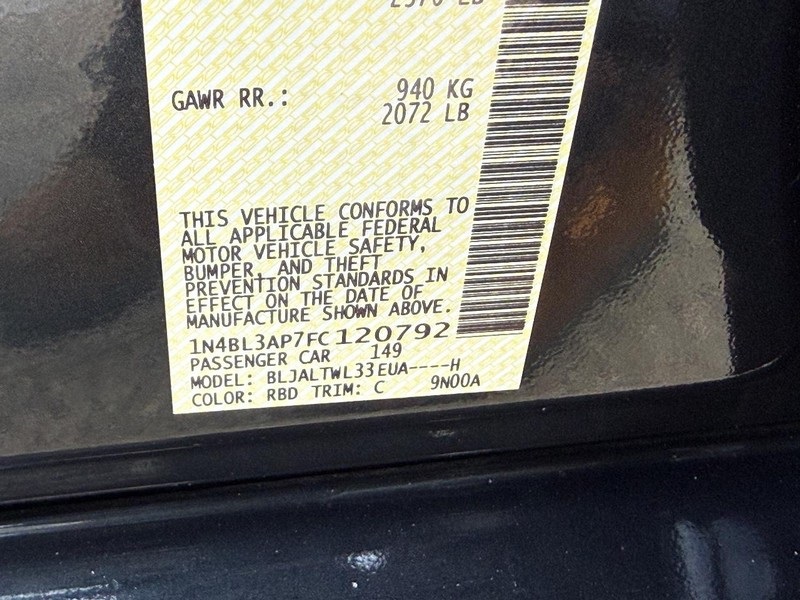 GAWR RR.: 940 KG
2072 LB
THIS VEHICLE CONFORMS TO
ALL APPLICABLE FEDERAL
MOTOR VEHICLE SAFETY,
BUMPER, AND THEFT
PREVENTION STANDARDS IN
EFFECT ON THE DATE OF
MANUFACTURE SHOWN ABOVE.
1N4BL3AP7FC120792
PASSENGER CAR 149
MODEL: BLJALTWL33EUA----H
COLOR: RBD TRIM: C 9N00A